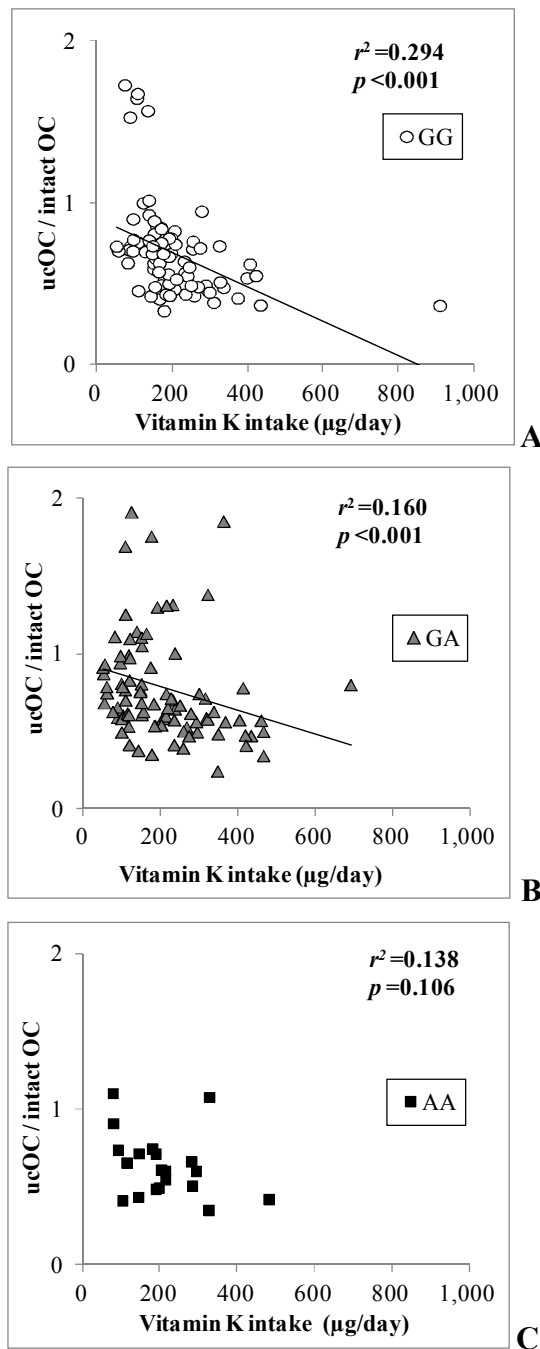 2
r² =0.294
p <0.001
GG
ucOC / intact OC
1
0
0 200 400 600 800 1,000
Vitamin K intake (µg/day)
A
2
r² =0.160
p <0.001
GA
ucOC / intact OC
1
0
0 200 400 600 800 1,000
Vitamin K intake (µg/day)
B
2
r² =0.138
p =0.106
AA
ucOC / intact OC
1
0
0 200 400 600 800 1,000
Vitamin K intake (µg/day)
C